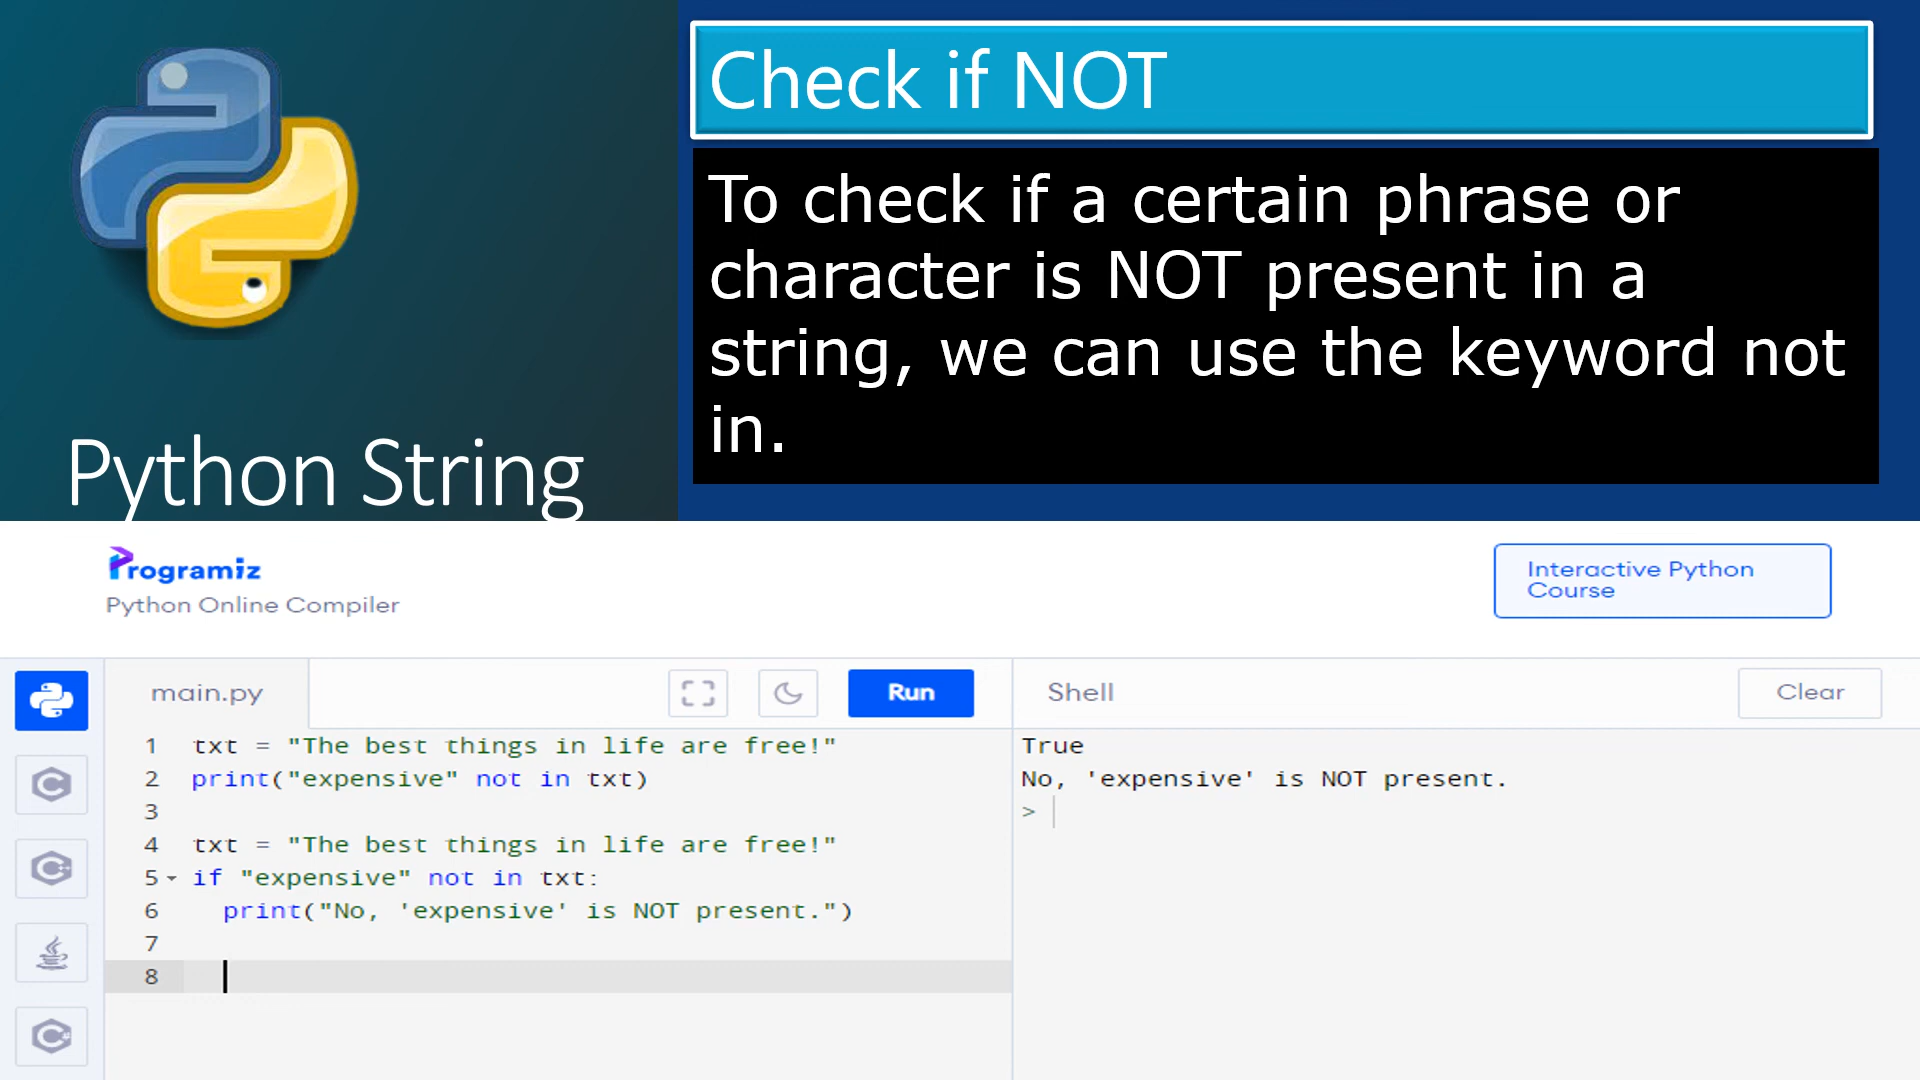 Check if NOT
To check if a certain phrase or
character is NOT present in a
string, we can use the keyword not
in.
Python String
Programiz
Python Online Compiler
Interactive Python
Course
main.py
Run
Shell
Clear
1 txt = "The best things in life are free!"
2 print("expensive" not in txt)
3
4 txt = "The best things in life are free!"
5 if "expensive" not in txt:
6 print("No, 'expensive' is NOT present.")
7
8
True
No, 'expensive' is NOT present.
>